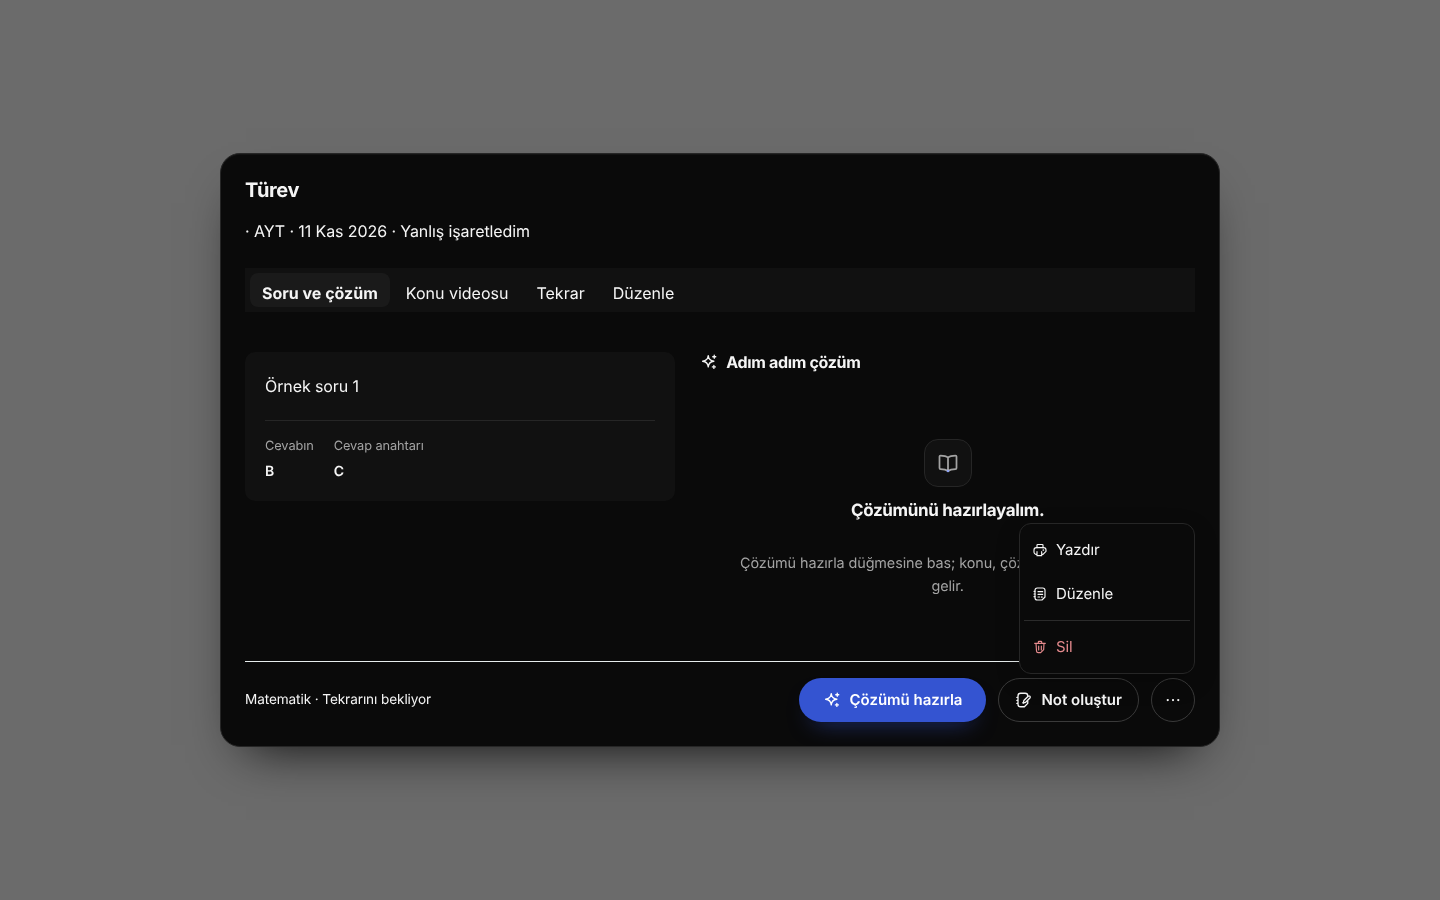 Türev
· AYT · 11 Kas 2026 · Yanlış işaretledim
Soru ve çözüm Konu videosu Tekrar Düzenle
Örnek soru 1
Cevabın Cevap anahtarı
B C
Adım adım çözüm
Çözümünü hazırlayalım.
Çözümü hazırla düğmesine bas; konu,
gelir.
Yazdır
Düzenle
Sil
Matematik · Tekrarını bekliyor
Çözümü hazırla Not oluştur